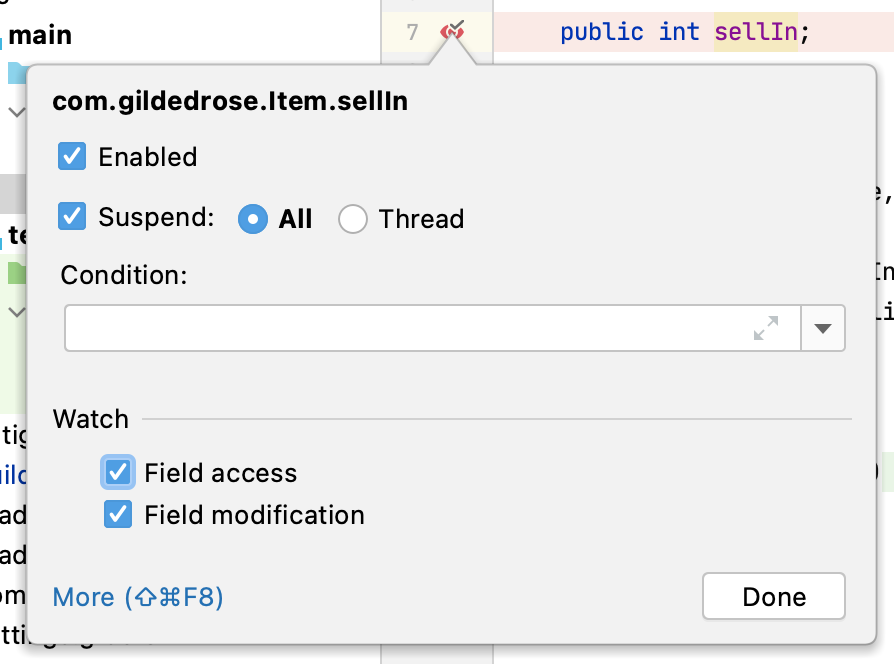 main
7 public int sellIn;
com.gildedrose.Item.sellIn
Enabled
Suspend: All Thread
Condition:
Watch
Field access
Field modification
More (⇧⌘F8)
Done